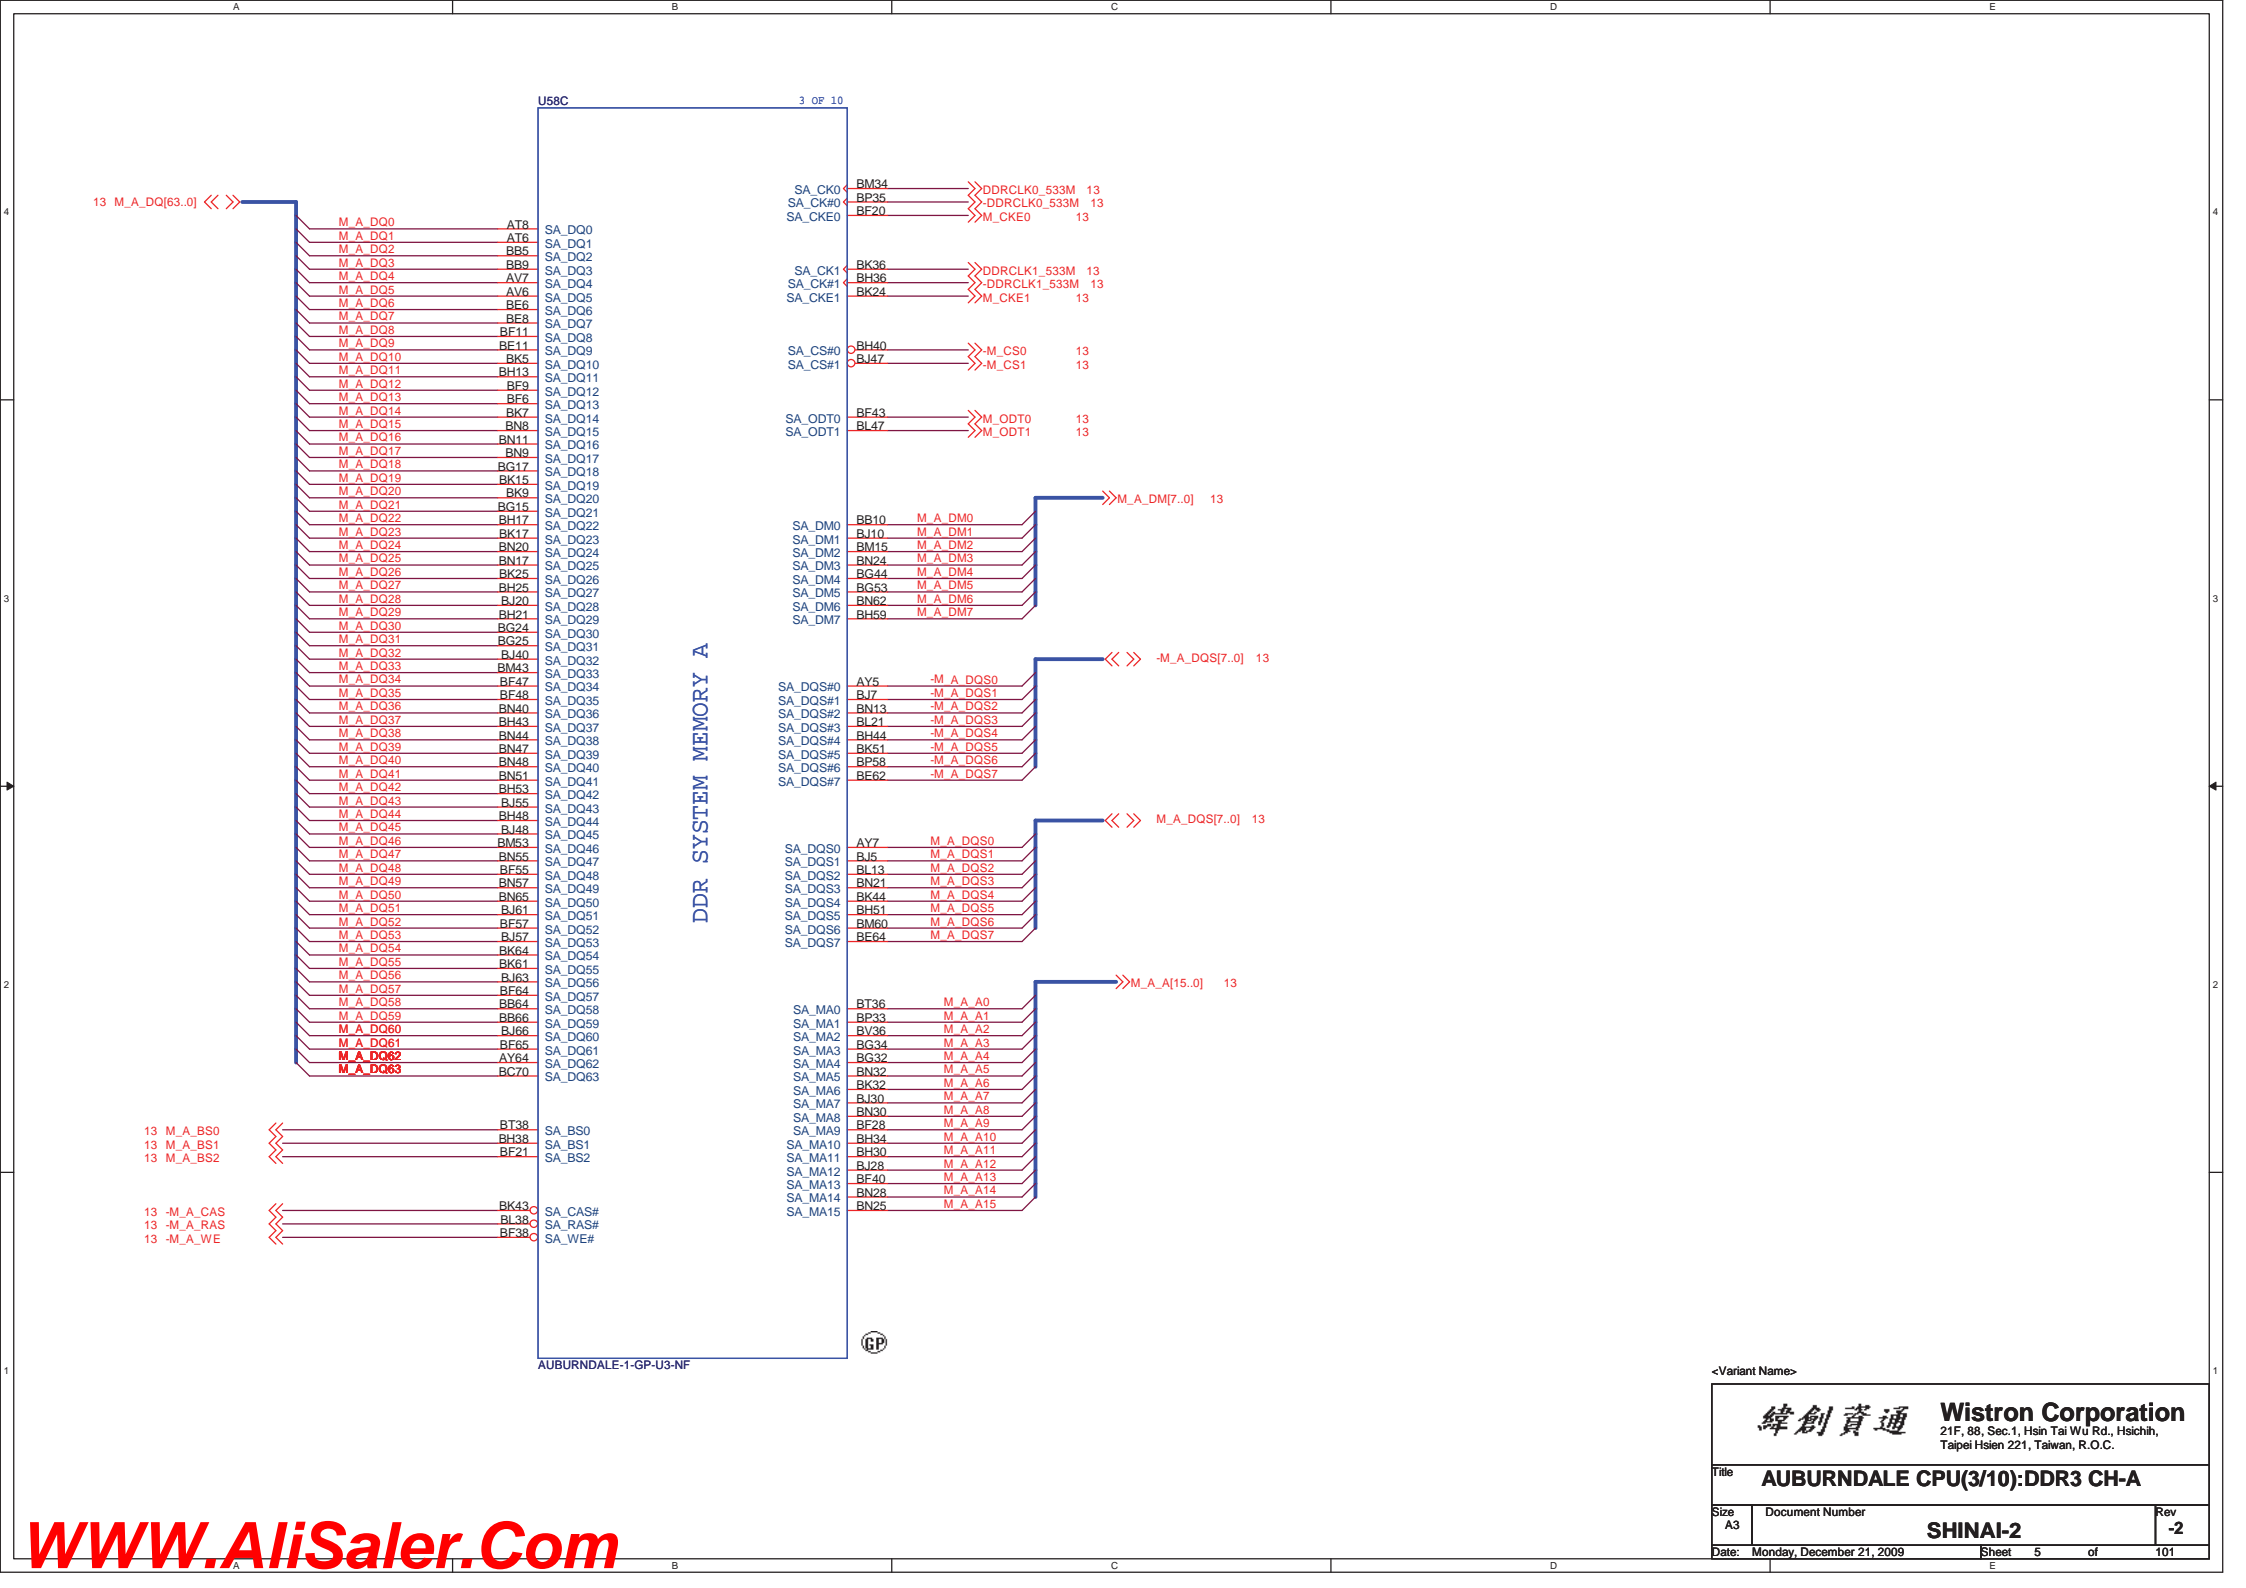 A B C D E
U58C 3 OF 10
13 M_A_DQ[63..0]
M_A_DQ0 AT8 SA_DQ0
M_A_DQ1 AT6 SA_DQ1
M_A_DQ2 BB5 SA_DQ2
M_A_DQ3 BB9 SA_DQ3
M_A_DQ4 AV7 SA_DQ4
M_A_DQ5 AV6 SA_DQ5
M_A_DQ6 BE6 SA_DQ6
M_A_DQ7 BE8 SA_DQ7
M_A_DQ8 BF11 SA_DQ8
M_A_DQ9 BE11 SA_DQ9
M_A_DQ10 BK5 SA_DQ10
M_A_DQ11 BH13 SA_DQ11
M_A_DQ12 BF9 SA_DQ12
M_A_DQ13 BF6 SA_DQ13
M_A_DQ14 BK7 SA_DQ14
M_A_DQ15 BN8 SA_DQ15
M_A_DQ16 BN11 SA_DQ16
M_A_DQ17 BN9 SA_DQ17
M_A_DQ18 BG17 SA_DQ18
M_A_DQ19 BK15 SA_DQ19
M_A_DQ20 BK9 SA_DQ20
M_A_DQ21 BG15 SA_DQ21
M_A_DQ22 BH17 SA_DQ22
M_A_DQ23 BK17 SA_DQ23
M_A_DQ24 BN20 SA_DQ24
M_A_DQ25 BN17 SA_DQ25
M_A_DQ26 BK25 SA_DQ26
M_A_DQ27 BH25 SA_DQ27
M_A_DQ28 BJ20 SA_DQ28
M_A_DQ29 BH21 SA_DQ29
M_A_DQ30 BG24 SA_DQ30
M_A_DQ31 BG25 SA_DQ31
M_A_DQ32 BJ40 SA_DQ32
M_A_DQ33 BM43 SA_DQ33
M_A_DQ34 BF47 SA_DQ34
M_A_DQ35 BF48 SA_DQ35
M_A_DQ36 BN40 SA_DQ36
M_A_DQ37 BH43 SA_DQ37
M_A_DQ38 BN44 SA_DQ38
M_A_DQ39 BN47 SA_DQ39
M_A_DQ40 BN48 SA_DQ40
M_A_DQ41 BN51 SA_DQ41
M_A_DQ42 BH53 SA_DQ42
M_A_DQ43 BJ55 SA_DQ43
M_A_DQ44 BH48 SA_DQ44
M_A_DQ45 BJ48 SA_DQ45
M_A_DQ46 BM53 SA_DQ46
M_A_DQ47 BN55 SA_DQ47
M_A_DQ48 BF55 SA_DQ48
M_A_DQ49 BN57 SA_DQ49
M_A_DQ50 BN65 SA_DQ50
M_A_DQ51 BJ61 SA_DQ51
M_A_DQ52 BF57 SA_DQ52
M_A_DQ53 BJ57 SA_DQ53
M_A_DQ54 BK64 SA_DQ54
M_A_DQ55 BK61 SA_DQ55
M_A_DQ56 BJ63 SA_DQ56
M_A_DQ57 BF64 SA_DQ57
M_A_DQ58 BB64 SA_DQ58
M_A_DQ59 BB66 SA_DQ59
M_A_DQ60 BJ66 SA_DQ60
M_A_DQ61 BF65 SA_DQ61
M_A_DQ62 AY64 SA_DQ62
M_A_DQ63 BC70 SA_DQ63
13 M_A_BS0 BT38 SA_BS0
13 M_A_BS1 BH38 SA_BS1
13 M_A_BS2 BF21 SA_BS2
13 -M_A_CAS BK43 SA_CAS#
13 -M_A_RAS BL38 SA_RAS#
13 -M_A_WE BF38 SA_WE#
DDR SYSTEM MEMORY A
SA_CK0 BM34 DDRCLK0_533M 13
SA_CK#0 BP35 -DDRCLK0_533M 13
SA_CKE0 BF20 M_CKE0 13
SA_CK1 BK36 DDRCLK1_533M 13
SA_CK#1 BH36 -DDRCLK1_533M 13
SA_CKE1 BK24 M_CKE1 13
SA_CS#0 BH40 -M_CS0 13
SA_CS#1 BJ47 -M_CS1 13
SA_ODT0 BF43 M_ODT0 13
SA_ODT1 BL47 M_ODT1 13
M_A_DM[7..0] 13
SA_DM0 BB10 M_A_DM0
SA_DM1 BJ10 M_A_DM1
SA_DM2 BM15 M_A_DM2
SA_DM3 BN24 M_A_DM3
SA_DM4 BG44 M_A_DM4
SA_DM5 BG53 M_A_DM5
SA_DM6 BN62 M_A_DM6
SA_DM7 BH59 M_A_DM7
-M_A_DQS[7..0] 13
SA_DQS#0 AY5 -M_A_DQS0
SA_DQS#1 BJ7 -M_A_DQS1
SA_DQS#2 BN13 -M_A_DQS2
SA_DQS#3 BL21 -M_A_DQS3
SA_DQS#4 BH44 -M_A_DQS4
SA_DQS#5 BK51 -M_A_DQS5
SA_DQS#6 BP58 -M_A_DQS6
SA_DQS#7 BE62 -M_A_DQS7
M_A_DQS[7..0] 13
SA_DQS0 AY7 M_A_DQS0
SA_DQS1 BJ5 M_A_DQS1
SA_DQS2 BL13 M_A_DQS2
SA_DQS3 BN21 M_A_DQS3
SA_DQS4 BK44 M_A_DQS4
SA_DQS5 BH51 M_A_DQS5
SA_DQS6 BM60 M_A_DQS6
SA_DQS7 BE64 M_A_DQS7
M_A_A[15..0] 13
SA_MA0 BT36 M_A_A0
SA_MA1 BP33 M_A_A1
SA_MA2 BV36 M_A_A2
SA_MA3 BG34 M_A_A3
SA_MA4 BG32 M_A_A4
SA_MA5 BN32 M_A_A5
SA_MA6 BK32 M_A_A6
SA_MA7 BJ30 M_A_A7
SA_MA8 BN30 M_A_A8
SA_MA9 BF28 M_A_A9
SA_MA10 BH34 M_A_A10
SA_MA11 BH30 M_A_A11
SA_MA12 BJ28 M_A_A12
SA_MA13 BF40 M_A_A13
SA_MA14 BN28 M_A_A14
SA_MA15 BN25 M_A_A15
GP
AUBURNDALE-1-GP-U3-NF
4 4
3 3
2 2
1 1
<Variant Name>
緯創資通 Wistron Corporation
21F, 88, Sec.1, Hsin Tai Wu Rd., Hsichih,
Taipei Hsien 221, Taiwan, R.O.C.
Title AUBURNDALE CPU(3/10):DDR3 CH-A
Size Document Number Rev
A3 SHINAI-2 -2
Date: Monday, December 21, 2009 Sheet 5 of 101
WWW.AliSaler.Com
A B C D E